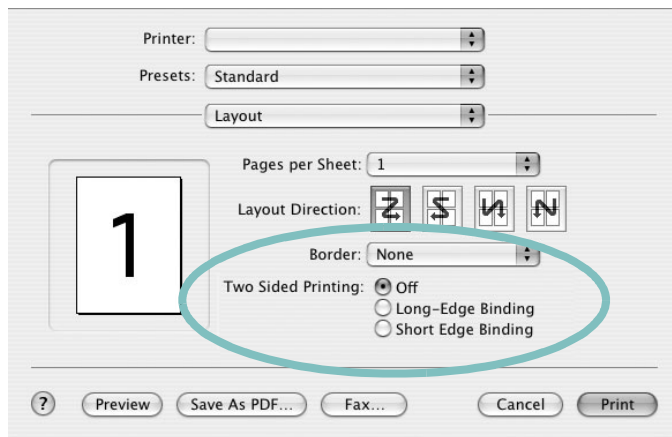 Printer:
Presets: Standard
Layout
Pages per Sheet: 1
Layout Direction:
1
Border: None
Two Sided Printing: Off
Long-Edge Binding
Short Edge Binding
? Preview Save As PDF... Fax... Cancel Print